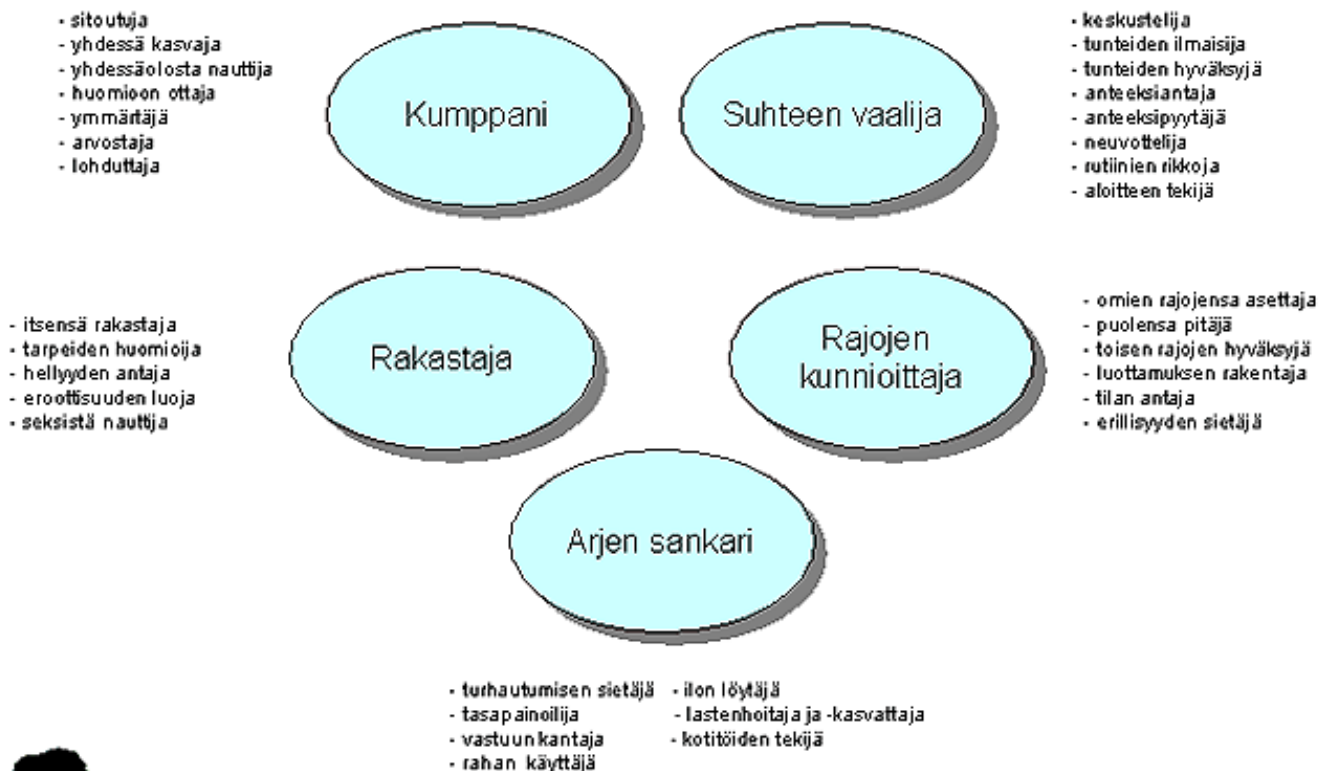 - sitoutuja
- yhdessä kasvaja
- yhdessäolosta nauttija
- huomioon ottaja
- ymmärtäjä
- arvostaja
- lohduttaja
Kumppani
Suhteen vaalija
- keskustelija
- tunteiden ilmaisija
- tunteiden hyväksyjä
- anteeksiantaja
- anteeksipyytäjä
- neuvottelija
- rutiinien rikkoja
- aloitteen tekijä
- itsensä rakastaja
- tarpeiden huomioija
- hellyyden antaja
- eroottisuuden luoja
- seksistä nauttija
Rakastaja
Rajojen
kunnioittaja
- omien rajojensa asettaja
- puolensa pitäjä
- toisen rajojen hyväksyjä
- luottamuksen rakentaja
- tilan antaja
- erillisyyden sietäjä
Arjen sankari
- turhautumisen sietäjä
- tasapainoilija
- vastuun kantaja
- rahan käyttäjä
- ilon löytäjä
- lastenhoitaja ja -kasvattaja
- kotitöiden tekijä